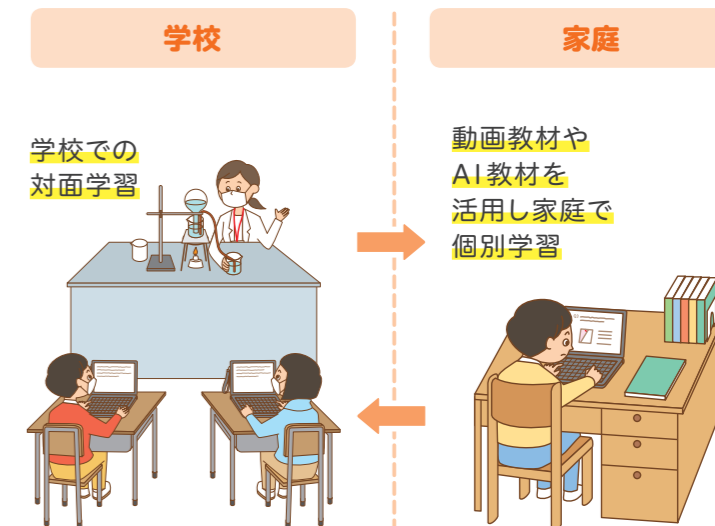 学校
学校での
対面学習
家庭
動画教材や
AI教材を
活用し家庭で
個別学習